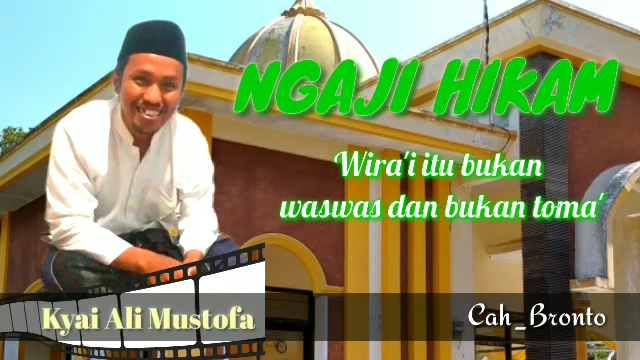 NGAJI HIKAM
Wira'i itu bukan
waswas dan bukan toma'
Kyai Ali Mustofa
Cah_Bronto